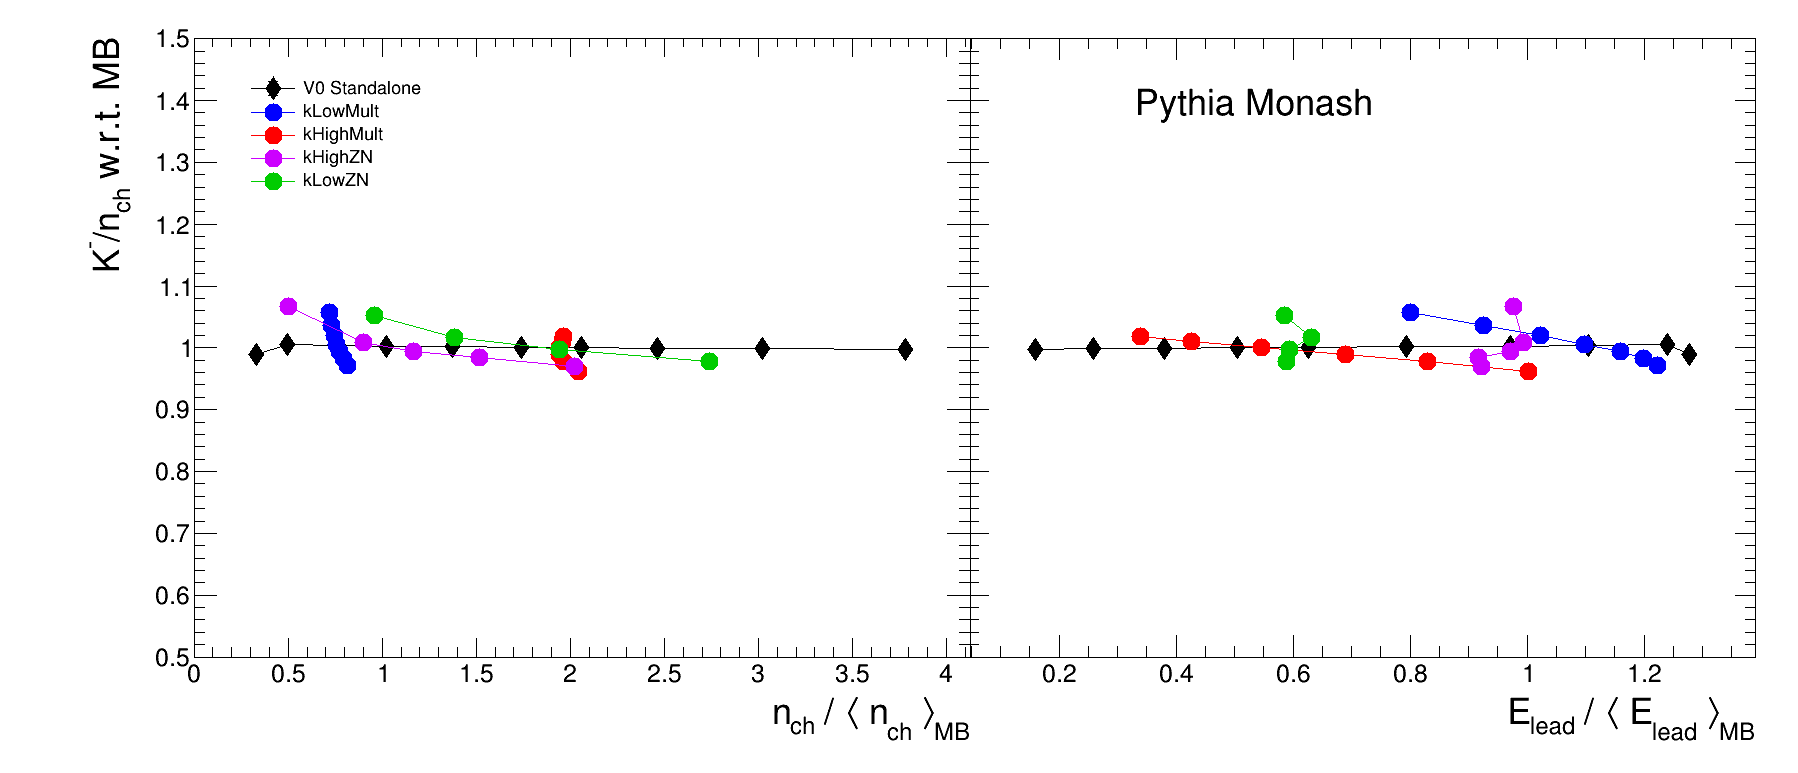 K⁻/n_ch w.r.t. MB
1.5
1.4
1.3
1.2
1.1
1
0.9
0.8
0.7
0.6
0.5
V0 Standalone
kLowMult
kHighMult
kHighZN
kLowZN
Pythia Monash
0 0.5 1 1.5 2 2.5 3 3.5 4
0.2 0.4 0.6 0.8 1 1.2
n_ch / ⟨ n_ch ⟩_MB
E_lead / ⟨ E_lead ⟩_MB